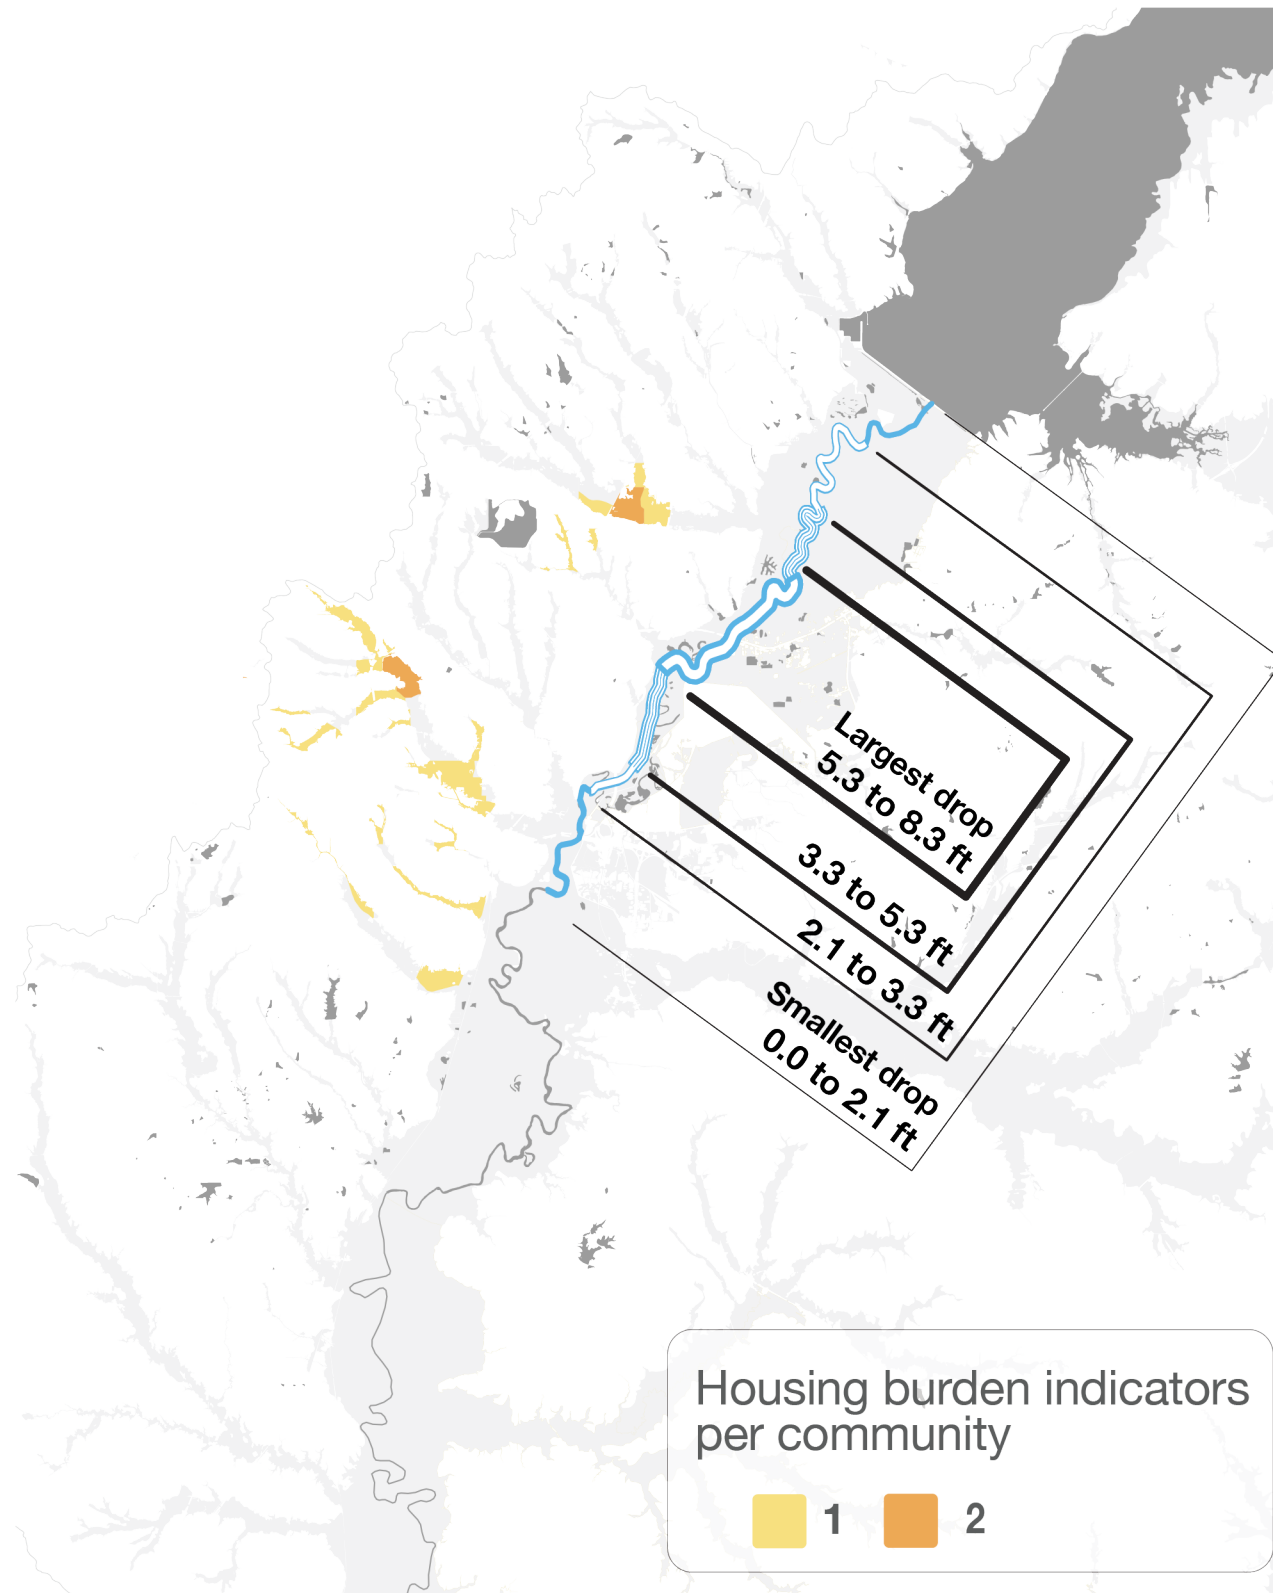 Largest drop
5.3 to 8.3 ft
3.3 to 5.3 ft
2.1 to 3.3 ft
Smallest drop
0.0 to 2.1 ft
Housing burden indicators
per community
1
2